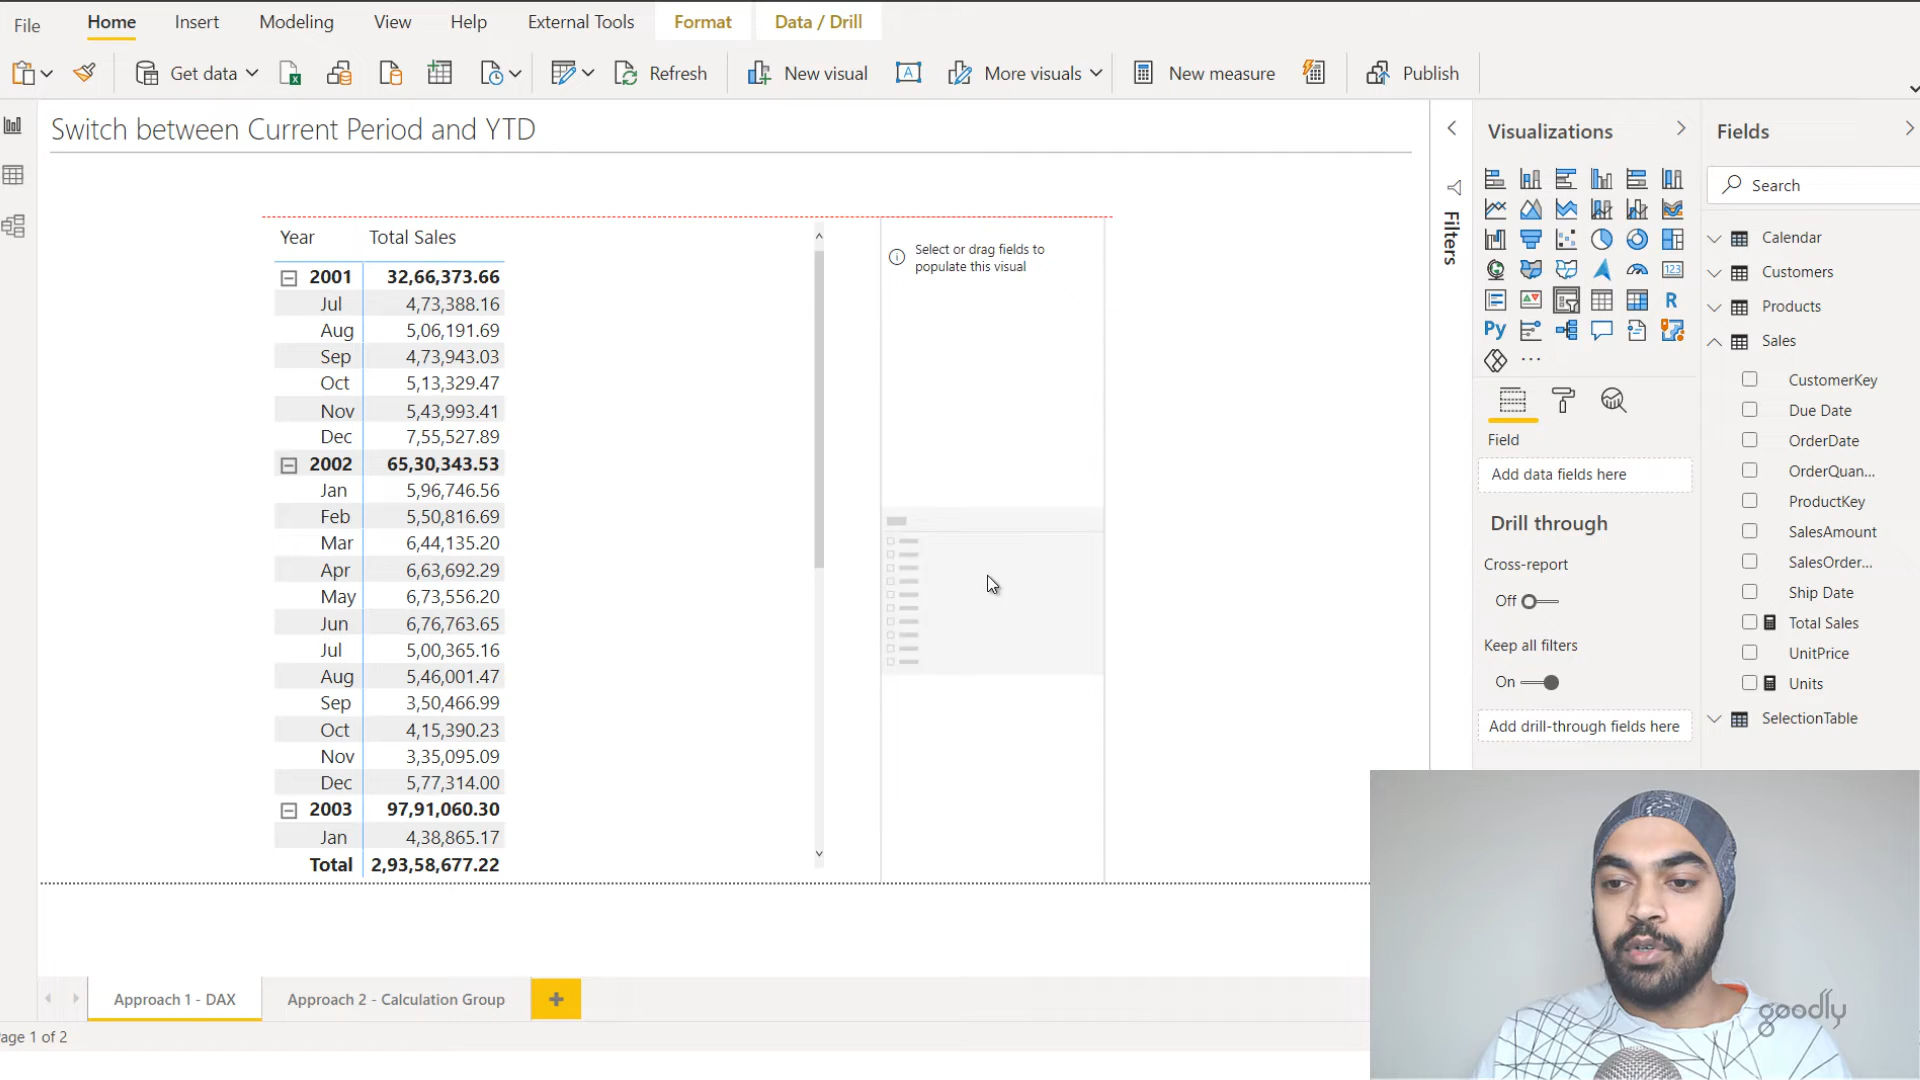 File
Home
Insert
Modeling
View
Help
External Tools
Format
Data / Drill
Get data
Refresh
New visual
More visuals
New measure
Publish
Switch between Current Period and YTD
Year Total Sales
2001 32,66,373.66
Jul 4,73,388.16
Aug 5,06,191.69
Sep 4,73,943.03
Oct 5,13,329.47
Nov 5,43,993.41
Dec 7,55,527.89
2002 65,30,343.53
Jan 5,96,746.56
Feb 5,50,816.69
Mar 6,44,135.20
Apr 6,63,692.29
May 6,73,556.20
Jun 6,76,763.65
Jul 5,00,365.16
Aug 5,46,001.47
Sep 3,50,466.99
Oct 4,15,390.23
Nov 3,35,095.09
Dec 5,77,314.00
2003 97,91,060.30
Jan 4,38,865.17
Total 2,93,58,677.22
Select or drag fields to
populate this visual
Filters
Visualizations
123
R
Py
Field
Add data fields here
Drill through
Cross-report
Off
Keep all filters
On
Add drill-through fields here
Fields
Search
Calendar
Customers
Products
Sales
CustomerKey
Due Date
OrderDate
OrderQuan...
ProductKey
SalesAmount
SalesOrder...
Ship Date
Total Sales
UnitPrice
Units
SelectionTable
Approach 1 - DAX
Approach 2 - Calculation Group
age 1 of 2
goodly